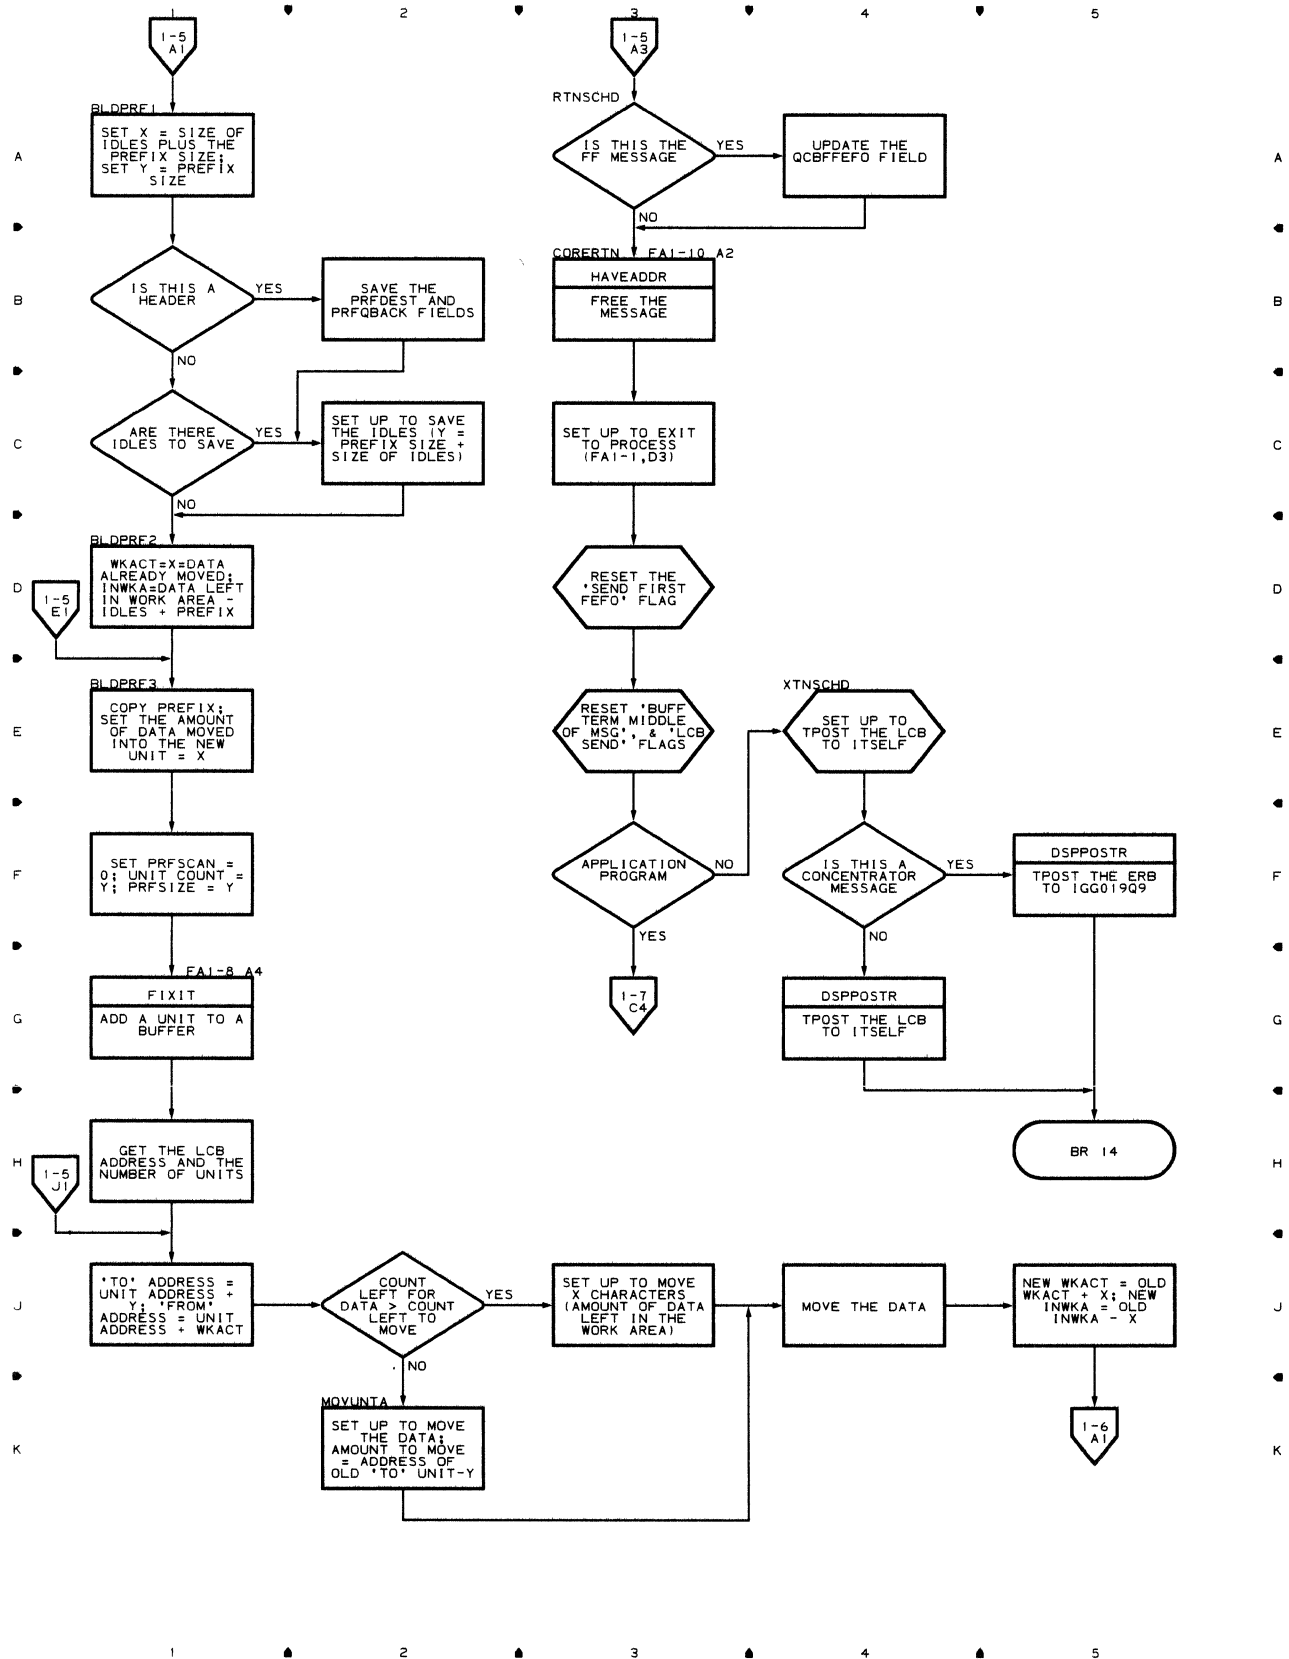 1 2 3 4 5
1-5
A1
BLDPRF1
SET X = SIZE OF
IDLES PLUS THE
PREFIX SIZE;
SET Y = PREFIX
SIZE
A
IS THIS A
HEADER
YES
NO
SAVE THE
PRFDEST AND
PRFQBACK FIELDS
B
ARE THERE
IDLES TO SAVE
YES
NO
SET UP TO SAVE
THE IDLES (Y =
PREFIX SIZE +
SIZE OF IDLES)
C
BLDPRF2
WKACT=X=DATA
ALREADY MOVED;
INWKA=DATA LEFT
IN WORK AREA -
IDLES + PREFIX
D
1-5
E1
BLDPRF3
COPY PREFIX;
SET THE AMOUNT
OF DATA MOVED
INTO THE NEW
UNIT = X
E
SET PRFSCAN =
0; UNIT COUNT =
Y; PRFSIZE = Y
F
FA1-8 A4
FIXIT
ADD A UNIT TO A
BUFFER
G
GET THE LCB
ADDRESS AND THE
NUMBER OF UNITS
H
1-5
J1
'TO' ADDRESS =
UNIT ADDRESS +
Y; 'FROM'
ADDRESS = UNIT
ADDRESS + WKACT
J
COUNT
LEFT FOR
DATA > COUNT
LEFT TO
MOVE
YES
NO
SET UP TO MOVE
X CHARACTERS
(AMOUNT OF DATA
LEFT IN THE
WORK AREA)
MOVE THE DATA
NEW WKACT = OLD
WKACT + X; NEW
INWKA = OLD
INWKA - X
J
MOVUNTA
SET UP TO MOVE
THE DATA;
AMOUNT TO MOVE
= ADDRESS OF
OLD 'TO' UNIT-Y
K
1-6
A1
K
1-5
A3
RTNSCHD
IS THIS THE
FF MESSAGE
YES
NO
UPDATE THE
QCBFFEFO FIELD
A
CORERTN FA1-10 A2
HAVEADDR
FREE THE
MESSAGE
B
SET UP TO EXIT
TO PROCESS
(FA1-1,D3)
C
RESET THE
'SEND FIRST
FEFO' FLAG
D
RESET 'BUFF
TERM MIDDLE
OF MSG', & 'LCB
SEND' FLAGS
XTNSCHD
SET UP TO
TPOST THE LCB
TO ITSELF
E
APPLICATION
PROGRAM
NO
YES
IS THIS A
CONCENTRATOR
MESSAGE
YES
NO
DSPPOSTR
TPOST THE ERB
TO IGG019Q9
F
1-7
C4
DSPPOSTR
TPOST THE LCB
TO ITSELF
G
BR 14
H
1 2 3 4 5